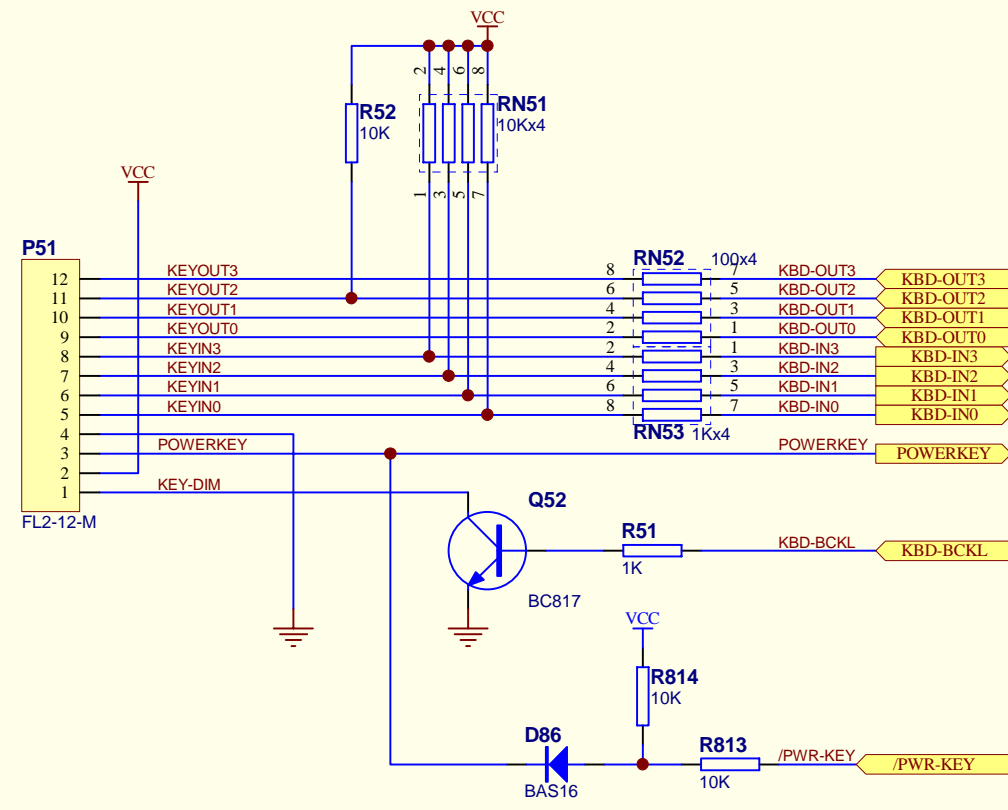 VCC
2 4 6 8
R52
10K
RN51
10Kx4
1 3 5 7
VCC
P51
12 KEYOUT3 8 RN52 100x4 7 KBD-OUT3 KBD-OUT3
11 KEYOUT2 6 5 KBD-OUT2 KBD-OUT2
10 KEYOUT1 4 3 KBD-OUT1 KBD-OUT1
9 KEYOUT0 2 1 KBD-OUT0 KBD-OUT0
8 KEYIN3 2 1 KBD-IN3 KBD-IN3
7 KEYIN2 4 3 KBD-IN2 KBD-IN2
6 KEYIN1 6 5 KBD-IN1 KBD-IN1
5 KEYIN0 8 7 KBD-IN0 KBD-IN0
4 RN53 1Kx4
3 POWERKEY POWERKEY POWERKEY
2
1 KEY-DIM
FL2-12-M
Q52
BC817
R51
1K
KBD-BCKL KBD-BCKL
VCC
R814
10K
D86
BAS16
R813
10K
/PWR-KEY /PWR-KEY